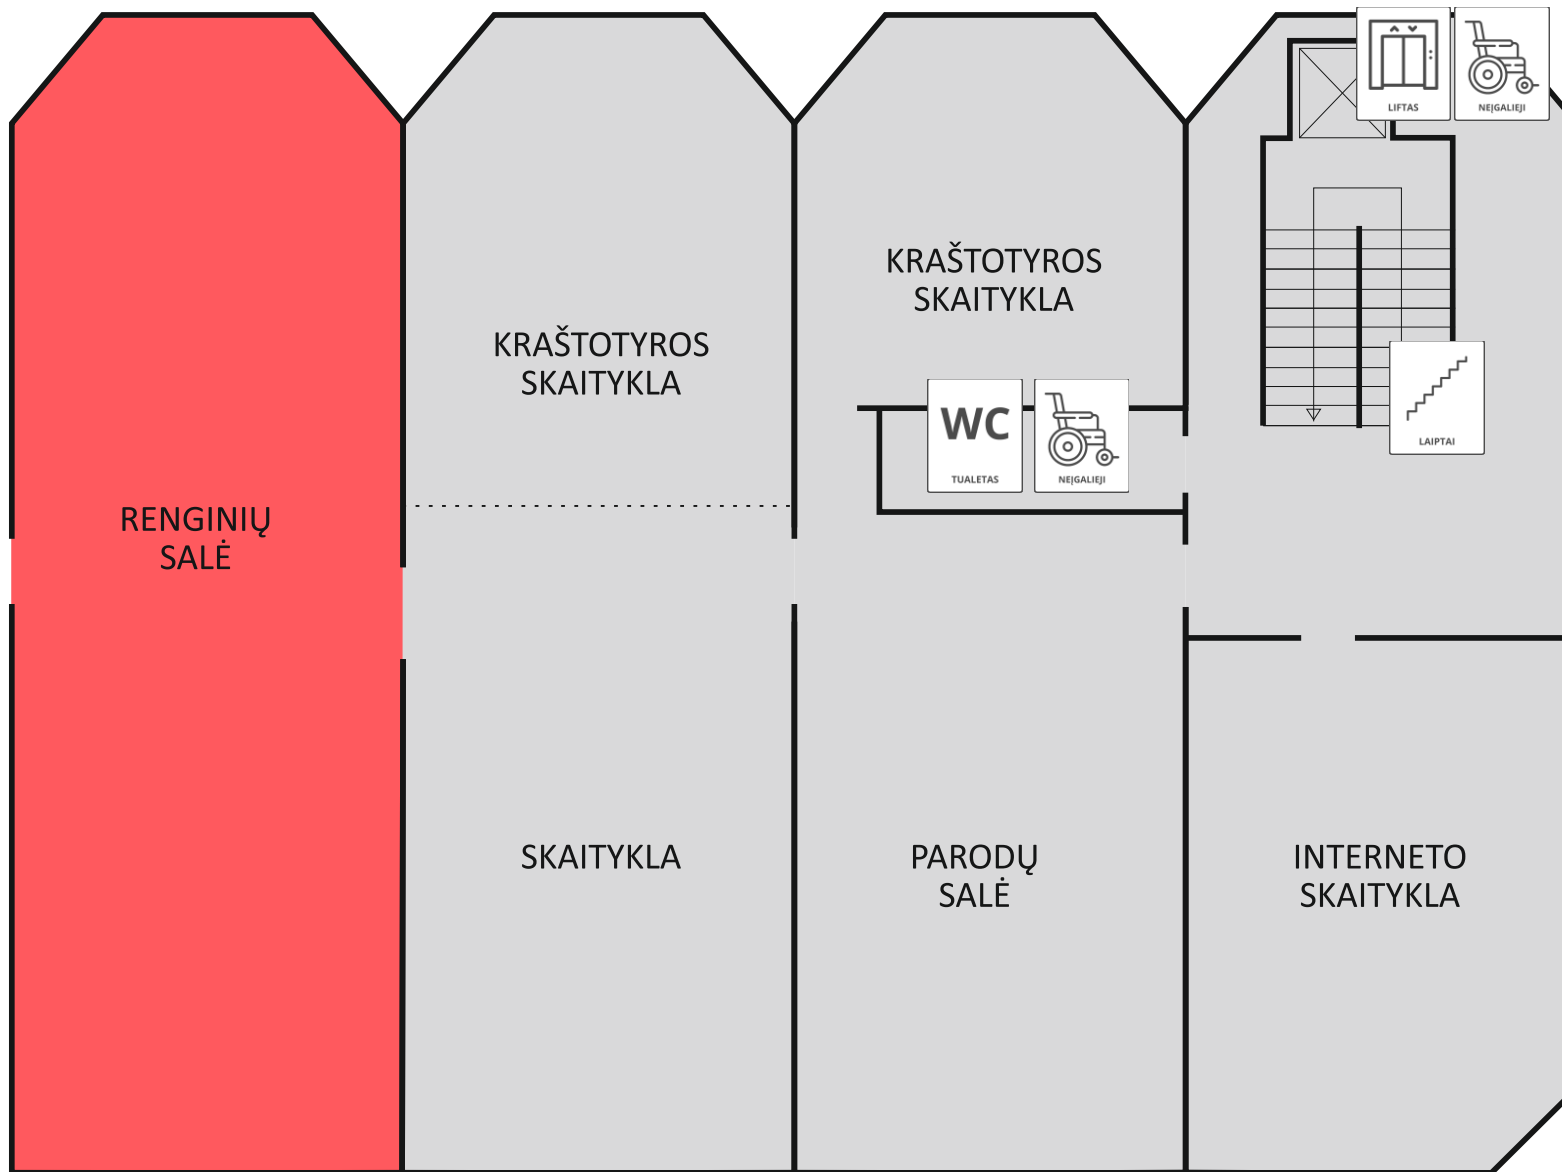 LIFTAS
NEĮGALIEJI
KRAŠTOTYROS
SKAITYKLA
KRAŠTOTYROS
SKAITYKLA
WC
TUALETAS
NEĮGALIEJI
LAIPTAI
RENGINIŲ
SALĖ
SKAITYKLA
PARODŲ
SALĖ
INTERNETO
SKAITYKLA